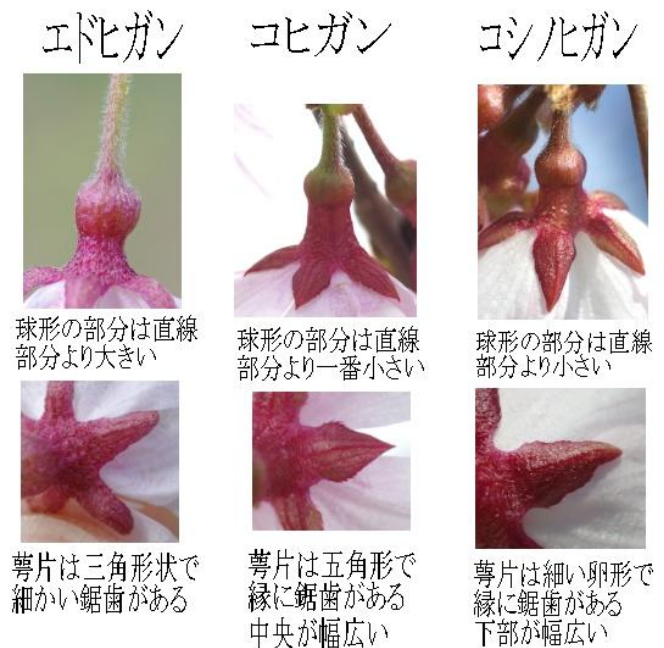 エドヒガン
コヒガン
コシノヒガン
球形の部分は直線
部分より大きい
球形の部分は直線
部分より一番小さい
球形の部分は直線
部分より小さい
萼片は三角形状で
細かい鋸歯がある
萼片は五角形で
縁に鋸歯がある
中央が幅広い
萼片は細い卵形で
縁に鋸歯がある
下部が幅広い